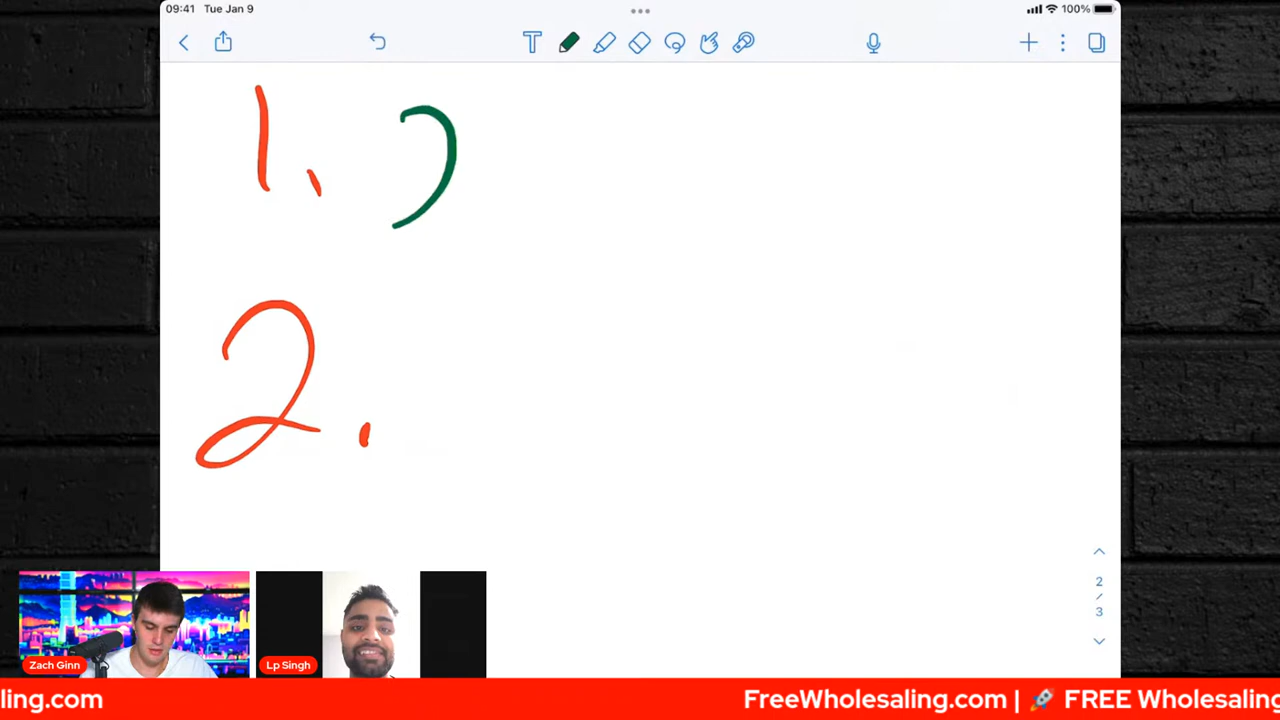 09:41 Tue Jan 9
100%
T
1.
2.
2
3
Zach Ginn
Lp Singh
ling.com
FreeWholesaling.com | 🚀 FREE Wholesaling